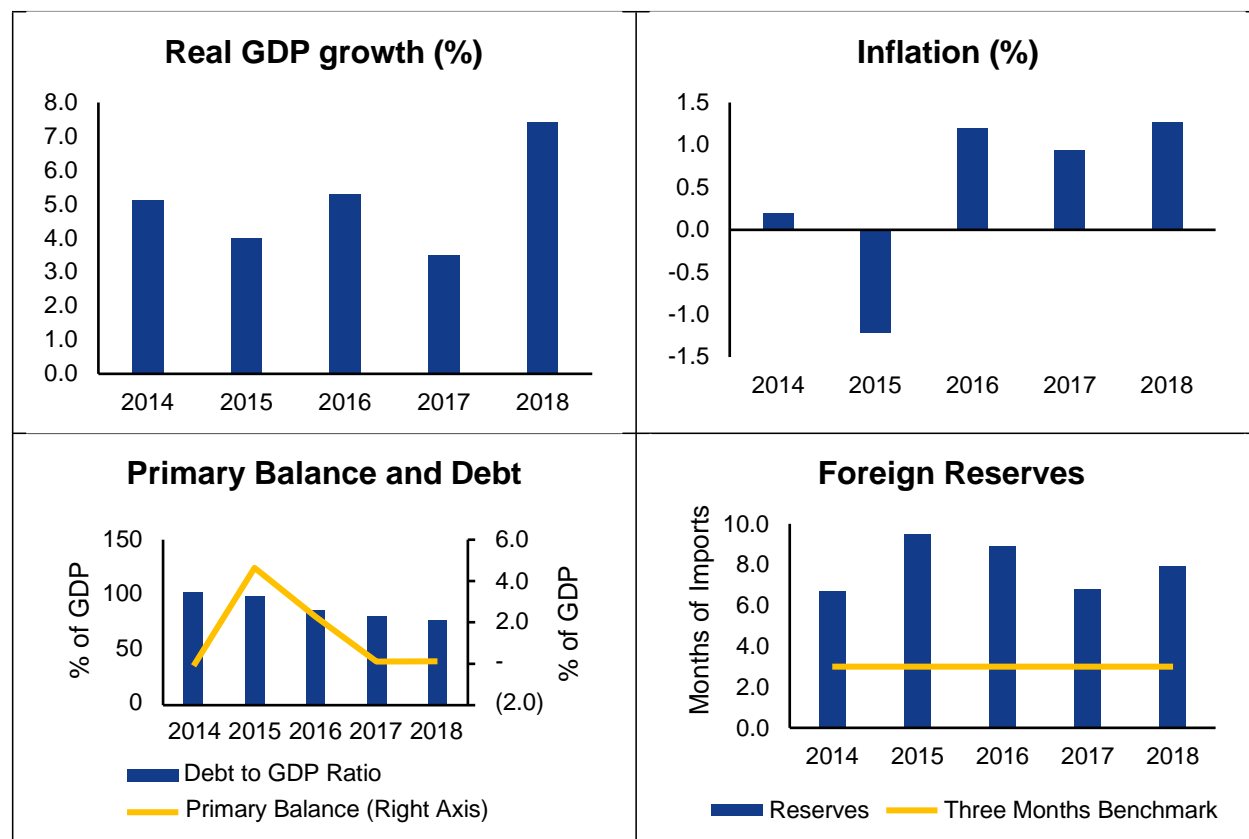 Real GDP growth (%)
8.0
7.0
6.0
5.0
4.0
3.0
2.0
1.0
0.0
2014 2015 2016 2017 2018
Inflation (%)
1.5
1.0
0.5
0.0
-0.5
-1.0
-1.5
2014 2015 2016 2017 2018
Primary Balance and Debt
% of GDP
150
100
50
0
6.0
4.0
2.0
-
(2.0)
% of GDP
2014 2015 2016 2017 2018
Debt to GDP Ratio
Primary Balance (Right Axis)
Foreign Reserves
Months of Imports
10.0
8.0
6.0
4.0
2.0
0.0
2014 2015 2016 2017 2018
Reserves Three Months Benchmark